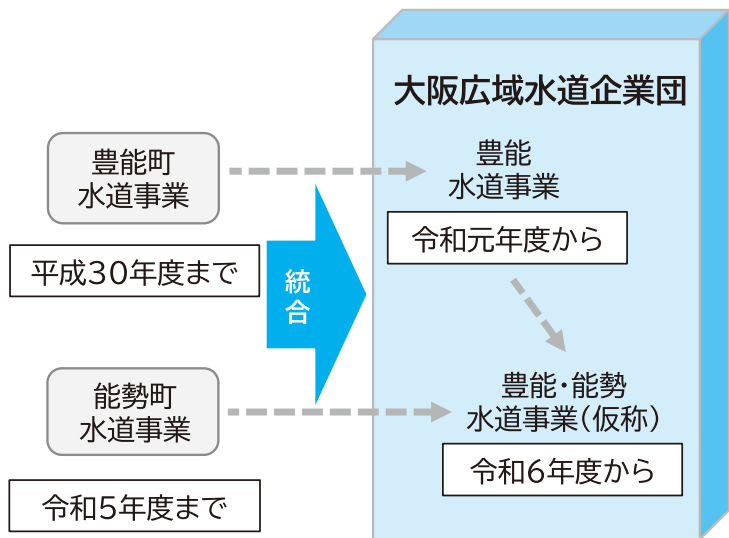 大阪広域水道企業団
豊能町
水道事業
平成30年度まで
統合
豊能
水道事業
令和元年度から
能勢町
水道事業
令和5年度まで
豊能・能勢
水道事業（仮称）
令和6年度から